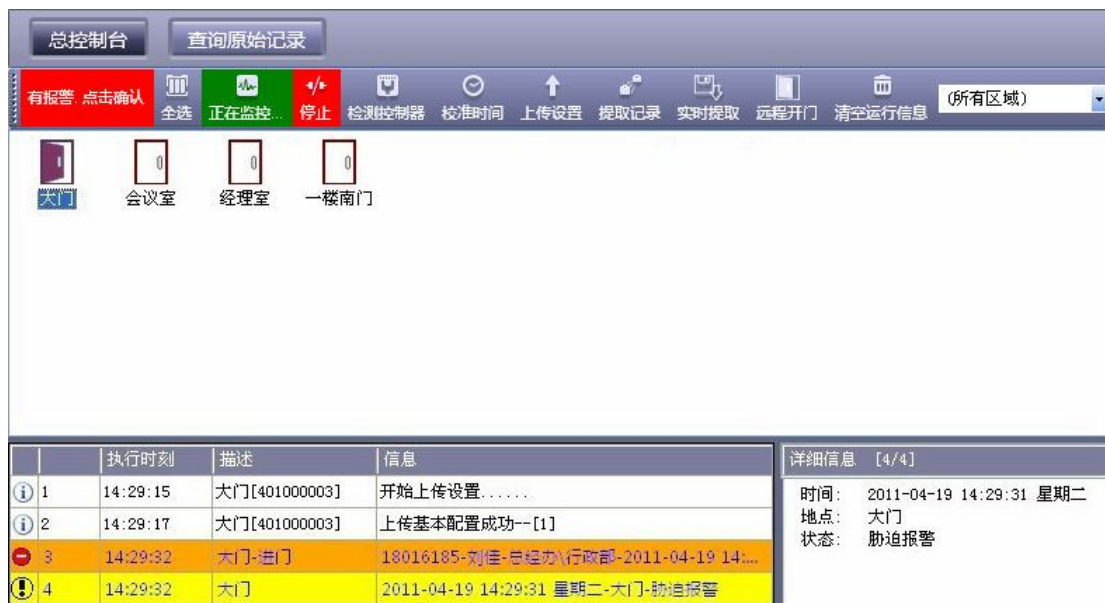 总控制台 查询原始记录
有报警.点击确认 全选 正在监控... 停止 检测控制器 校准时间 上传设置 提取记录 实时提取 远程开门 清空运行信息 (所有区域)
大门 会议室 经理室 一楼南门
执行时刻 描述 信息
1 14:29:15 大门[401000003] 开始上传设置......
2 14:29:17 大门[401000003] 上传基本配置成功--[1]
3 14:29:32 大门-进门 18016185-刘佳-总经办\行政部-2011-04-19 14:...
4 14:29:32 大门 2011-04-19 14:29:31 星期二-大门-胁迫报警
详细信息 [4/4]
时间: 2011-04-19 14:29:31 星期二
地点: 大门
状态: 胁迫报警